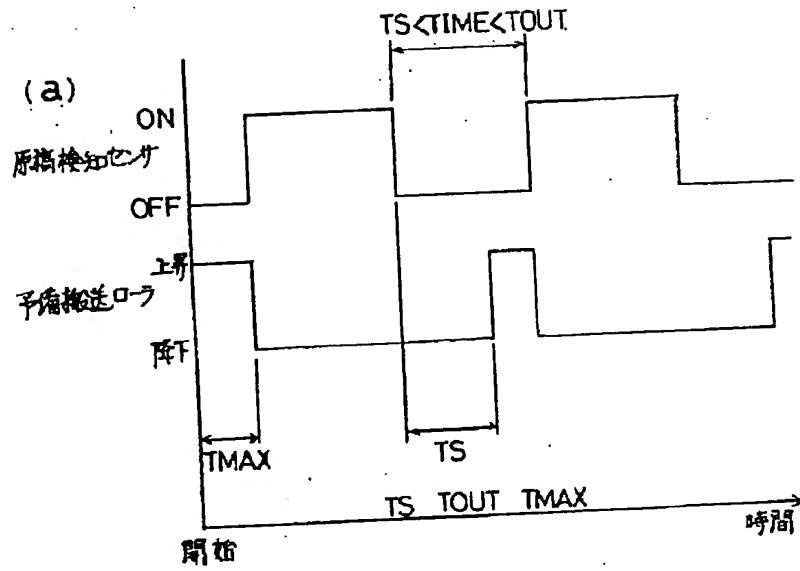 TS<TIME<TOUT
(a)
ON
原稿検知センサ
OFF
上昇
予備搬送ローラ
降下
TMAX
TS
TS TOUT TMAX
時間
開始